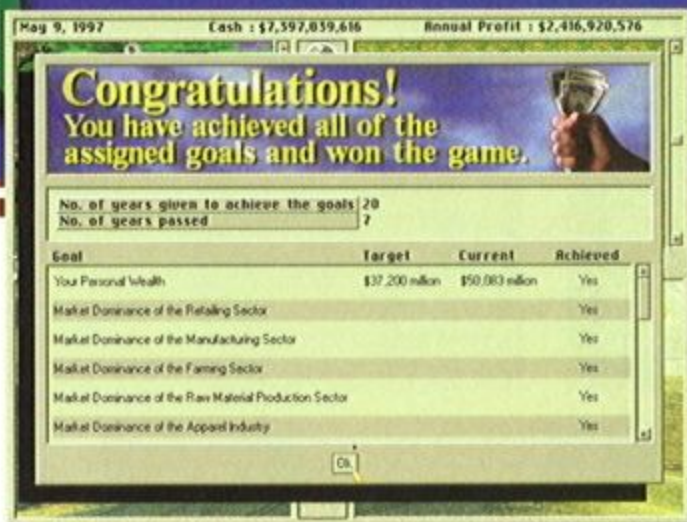 May 9, 1997 Cash : $7,397,039,616 Annual Profit : $2,416,920,576
Congratulations!
You have achieved all of the
assigned goals and won the game.
No. of years given to achieve the goals 20
No. of years passed 7
Goal Target Current Achieved
Your Personal Wealth $37,200 million $50,083 million Yes
Market Dominance of the Retailing Sector Yes
Market Dominance of the Manufacturing Sector Yes
Market Dominance of the Farming Sector Yes
Market Dominance of the Raw Material Production Sector Yes
Market Dominance of the Apparel Industry Yes
Ok